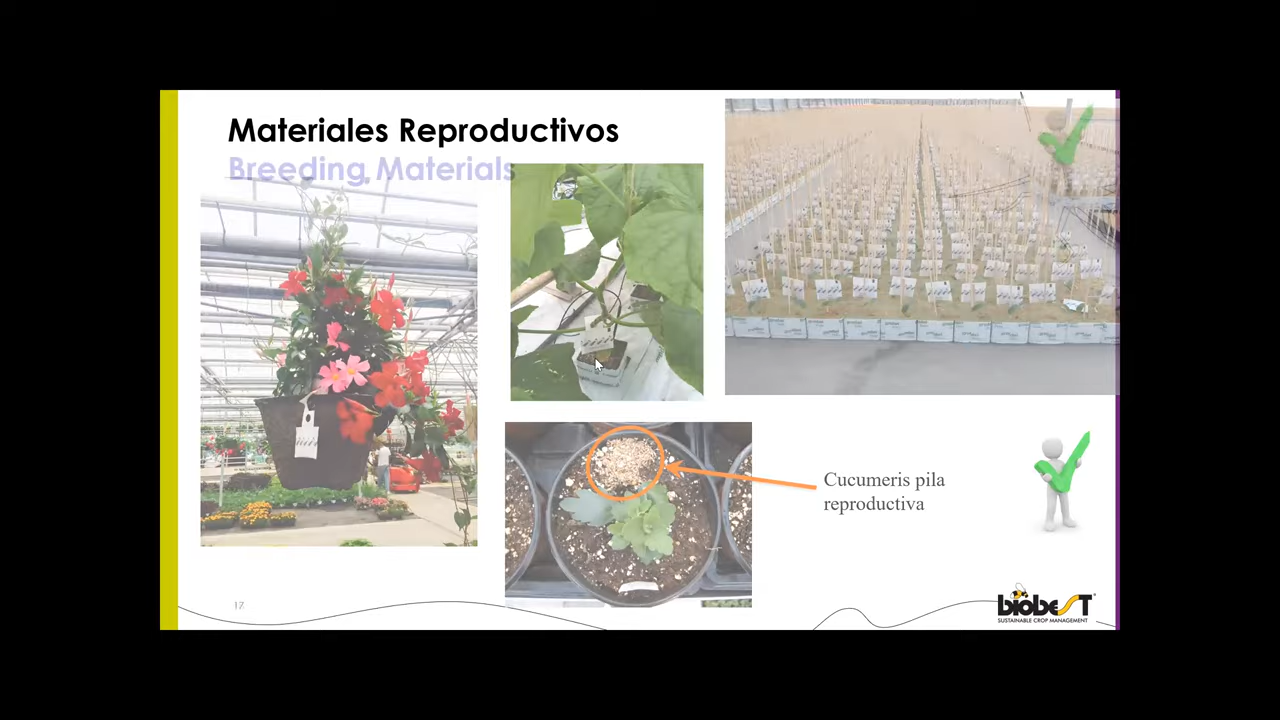 Materiales Reproductivos
Breeding Materials
Cucumeris pila
reproductiva
17
biobest
SUSTAINABLE CROP MANAGEMENT